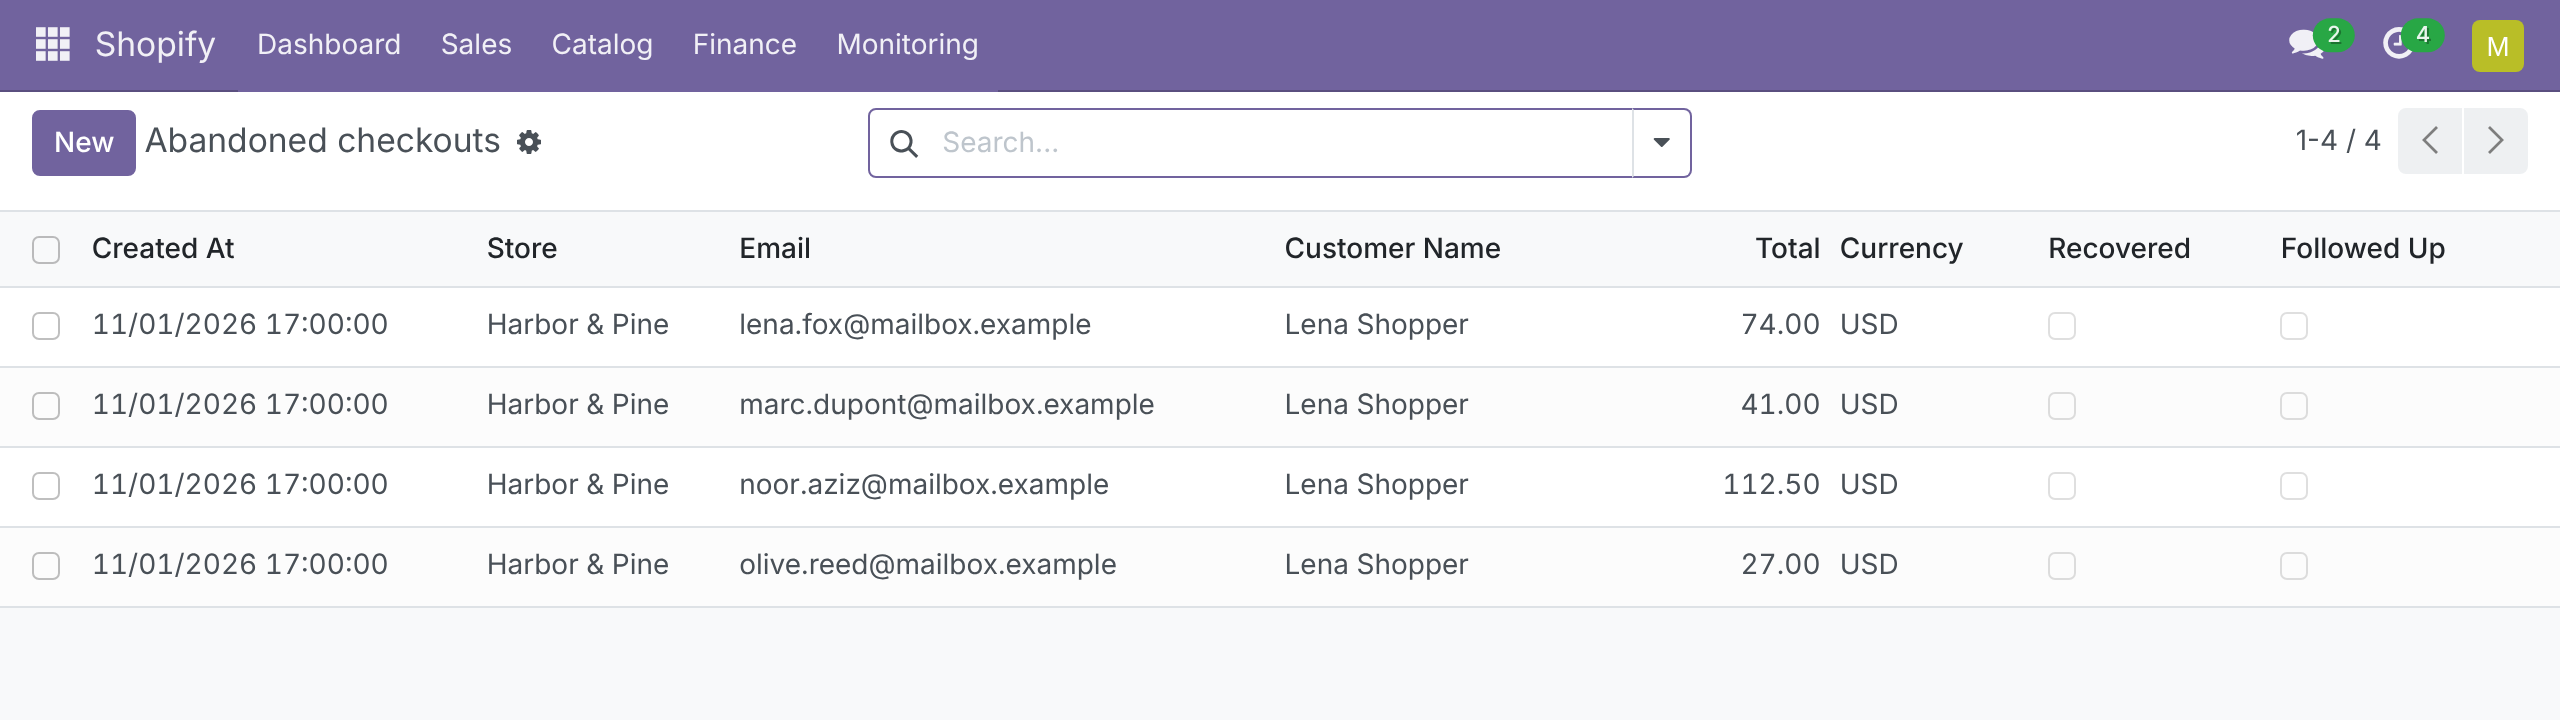 Shopify Dashboard Sales Catalog Finance Monitoring 2 4 M
New Abandoned checkouts Search... 1-4 / 4
Created At Store Email Customer Name Total Currency Recovered Followed Up
11/01/2026 17:00:00 Harbor & Pine lena.fox@mailbox.example Lena Shopper 74.00 USD
11/01/2026 17:00:00 Harbor & Pine marc.dupont@mailbox.example Lena Shopper 41.00 USD
11/01/2026 17:00:00 Harbor & Pine noor.aziz@mailbox.example Lena Shopper 112.50 USD
11/01/2026 17:00:00 Harbor & Pine olive.reed@mailbox.example Lena Shopper 27.00 USD